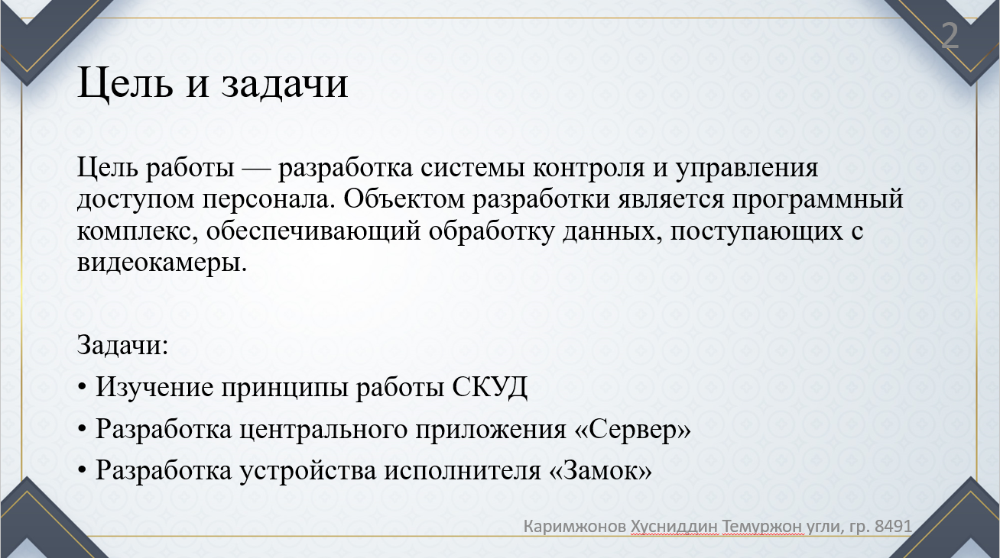 2
Цель и задачи
Цель работы — разработка системы контроля и управления
доступом персонала. Объектом разработки является программный
комплекс, обеспечивающий обработку данных, поступающих с
видеокамеры.
Задачи:
• Изучение принципы работы СКУД
• Разработка центрального приложения «Сервер»
• Разработка устройства исполнителя «Замок»
Каримжонов Хусниддин Темуржон угли, гр. 8491